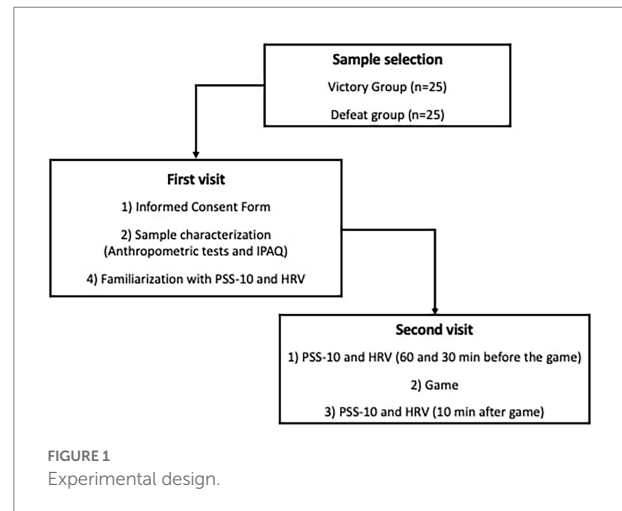 Sample selection
Victory Group (n=25)
Defeat group (n=25)
First visit
1) Informed Consent Form
2) Sample characterization
(Anthropometric tests and IPAQ)
4) Familiarization with PSS-10 and HRV
Second visit
1) PSS-10 and HRV (60 and 30 min before the game)
2) Game
3) PSS-10 and HRV (10 min after game)
FIGURE 1
Experimental design.